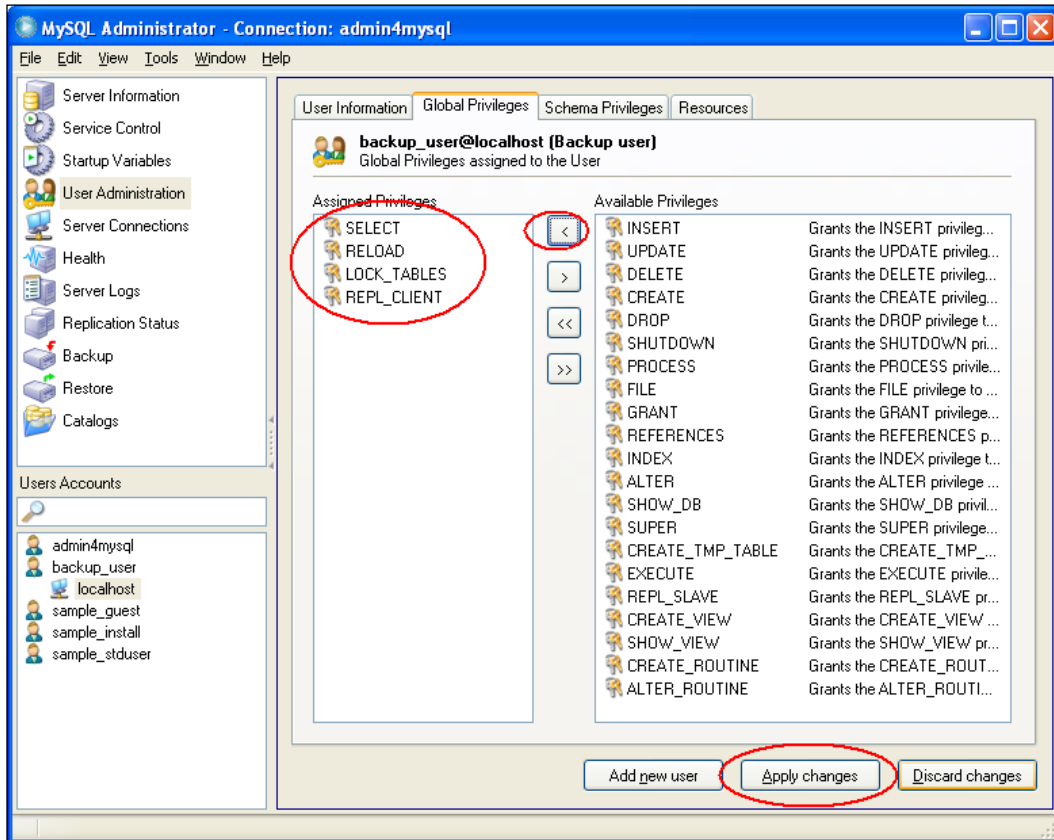 MySQL Administrator - Connection: admin4mysql
File Edit View Tools Window Help
Server Information
Service Control
Startup Variables
User Administration
Server Connections
Health
Server Logs
Replication Status
Backup
Restore
Catalogs
Users Accounts
admin4mysql
backup_user
localhost
sample_guest
sample_install
sample_stduser
User Information Global Privileges Schema Privileges Resources
backup_user@localhost (Backup user)
Global Privileges assigned to the User
Assigned Privileges
SELECT
RELOAD
LOCK_TABLES
REPL_CLIENT
<
>
<<
>>
Available Privileges
INSERT Grants the INSERT privileg...
UPDATE Grants the UPDATE privileg...
DELETE Grants the DELETE privileg...
CREATE Grants the CREATE privileg...
DROP Grants the DROP privilege t...
SHUTDOWN Grants the SHUTDOWN pri...
PROCESS Grants the PROCESS privile...
FILE Grants the FILE privilege to ...
GRANT Grants the GRANT privilege...
REFERENCES Grants the REFERENCES p...
INDEX Grants the INDEX privilege t...
ALTER Grants the ALTER privilege ...
SHOW_DB Grants the SHOW_DB privil...
SUPER Grants the SUPER privilege...
CREATE_TMP_TABLE Grants the CREATE_TMP_...
EXECUTE Grants the EXECUTE privile...
REPL_SLAVE Grants the REPL_SLAVE pr...
CREATE_VIEW Grants the CREATE_VIEW ...
SHOW_VIEW Grants the SHOW_VIEW pr...
CREATE_ROUTINE Grants the CREATE_ROUT...
ALTER_ROUTINE Grants the ALTER_ROUTI...
Add new user Apply changes Discard changes